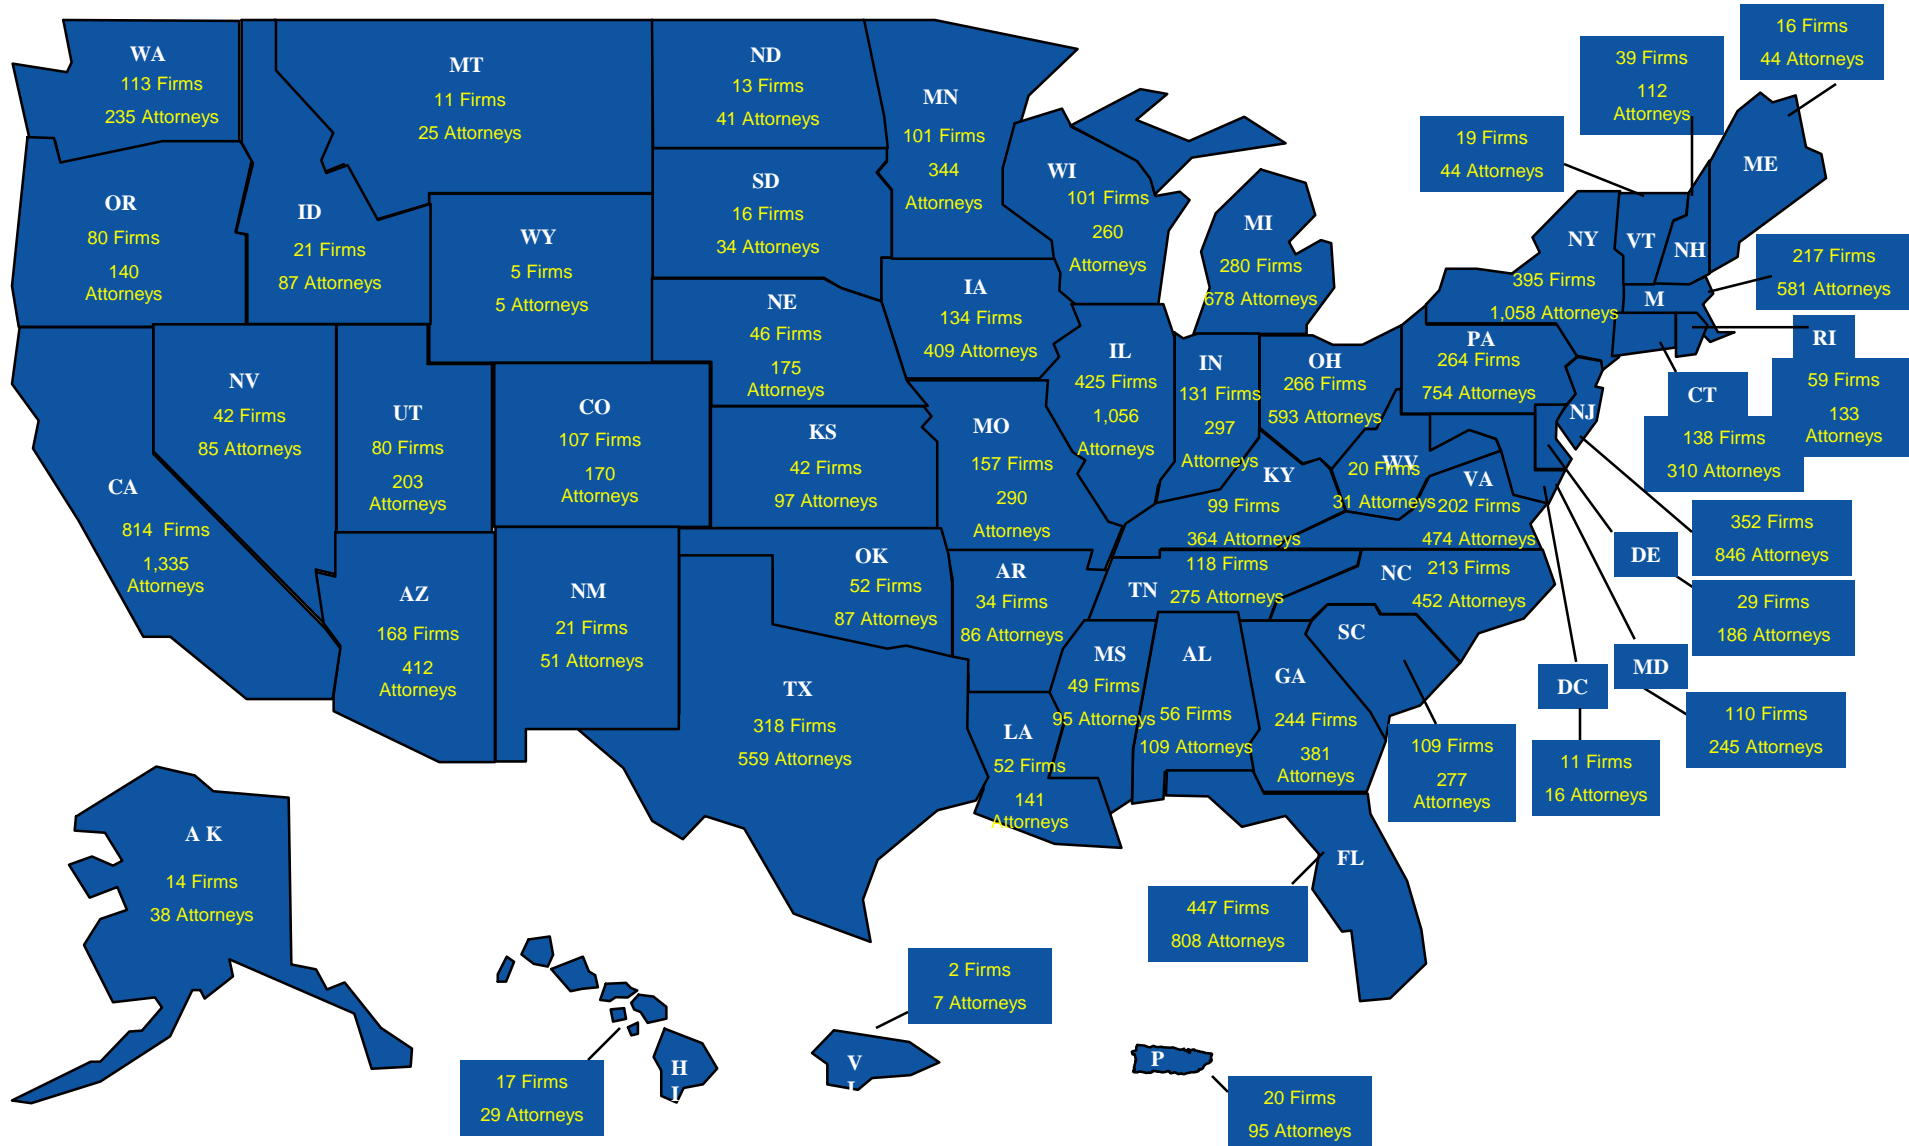 WA
113 Firms
235 Attorneys
MT
11 Firms
25 Attorneys
ND
13 Firms
41 Attorneys
MN
101 Firms
344
Attorneys
16 Firms
44 Attorneys
39 Firms
112
Attorneys
19 Firms
44 Attorneys
ME
OR
80 Firms
140
Attorneys
ID
21 Firms
87 Attorneys
WY
5 Firms
5 Attorneys
SD
16 Firms
34 Attorneys
WI
101 Firms
260
Attorneys
MI
280 Firms
678 Attorneys
NY
395 Firms
1,058 Attorneys
VT
NH
217 Firms
581 Attorneys
M
NE
46 Firms
175
Attorneys
IA
134 Firms
409 Attorneys
IL
425 Firms
1,056
Attorneys
IN
131 Firms
297
Attorneys
OH
266 Firms
593 Attorneys
PA
264 Firms
754 Attorneys
NJ
RI
59 Firms
133
Attorneys
CT
138 Firms
310 Attorneys
NV
42 Firms
85 Attorneys
UT
80 Firms
203
Attorneys
CO
107 Firms
170
Attorneys
KS
42 Firms
97 Attorneys
MO
157 Firms
290
Attorneys
KY
99 Firms
364 Attorneys
WV
20 Firms
31 Attorneys
VA
202 Firms
474 Attorneys
352 Firms
846 Attorneys
DE
29 Firms
186 Attorneys
CA
814 Firms
1,335
Attorneys
AZ
168 Firms
412
Attorneys
NM
21 Firms
51 Attorneys
OK
52 Firms
87 Attorneys
AR
34 Firms
86 Attorneys
TN
118 Firms
275 Attorneys
NC
213 Firms
452 Attorneys
SC
109 Firms
277
Attorneys
MD
110 Firms
245 Attorneys
DC
11 Firms
16 Attorneys
TX
318 Firms
559 Attorneys
LA
52 Firms
141
Attorneys
MS
49 Firms
95 Attorneys
AL
56 Firms
109 Attorneys
GA
244 Firms
381
Attorneys
FL
447 Firms
808 Attorneys
A K
14 Firms
38 Attorneys
H
I
17 Firms
29 Attorneys
V
I
2 Firms
7 Attorneys
P
20 Firms
95 Attorneys